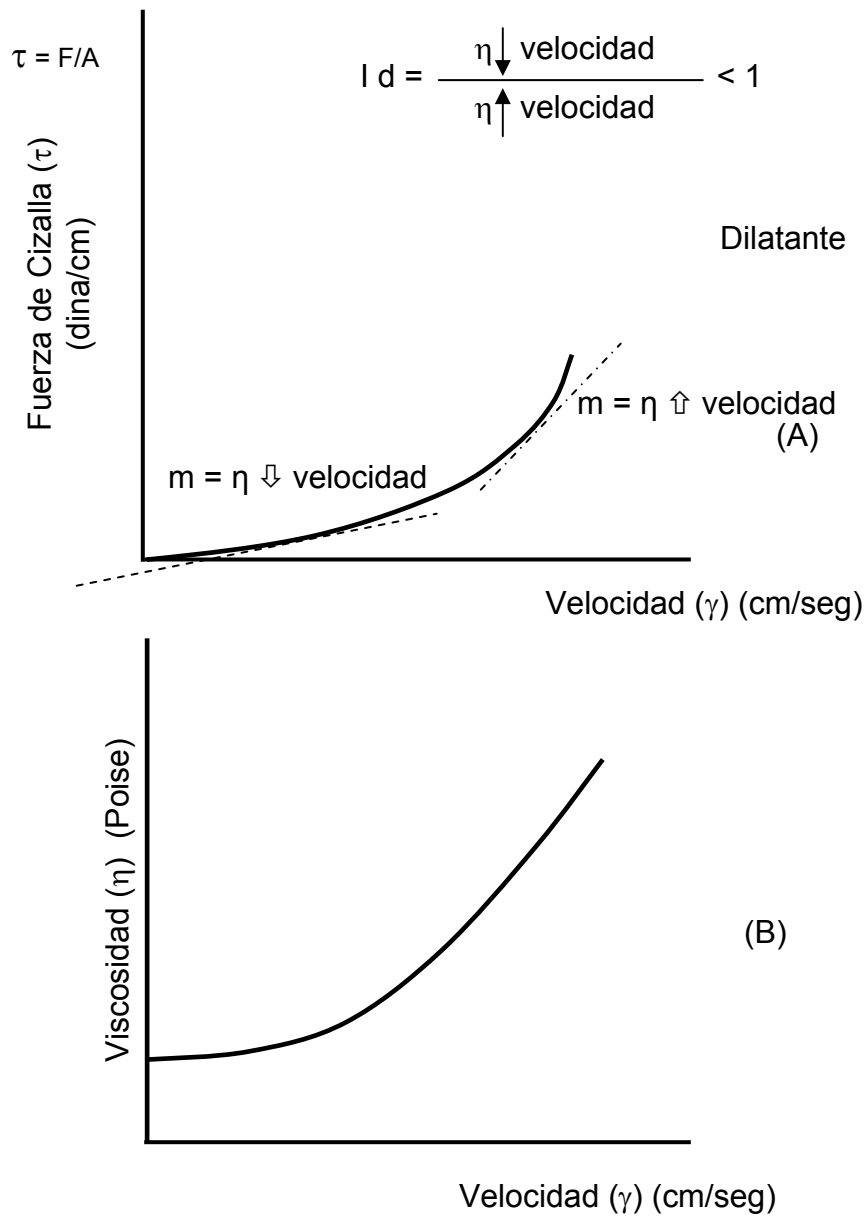 τ = F/A
I d = η↓ velocidad / η↑ velocidad < 1
Fuerza de Cizalla (τ)
(dina/cm)
Dilatante
m = η ⇧ velocidad
(A)
m = η ⇩ velocidad
Velocidad (γ) (cm/seg)
Viscosidad (η) (Poise)
(B)
Velocidad (γ) (cm/seg)